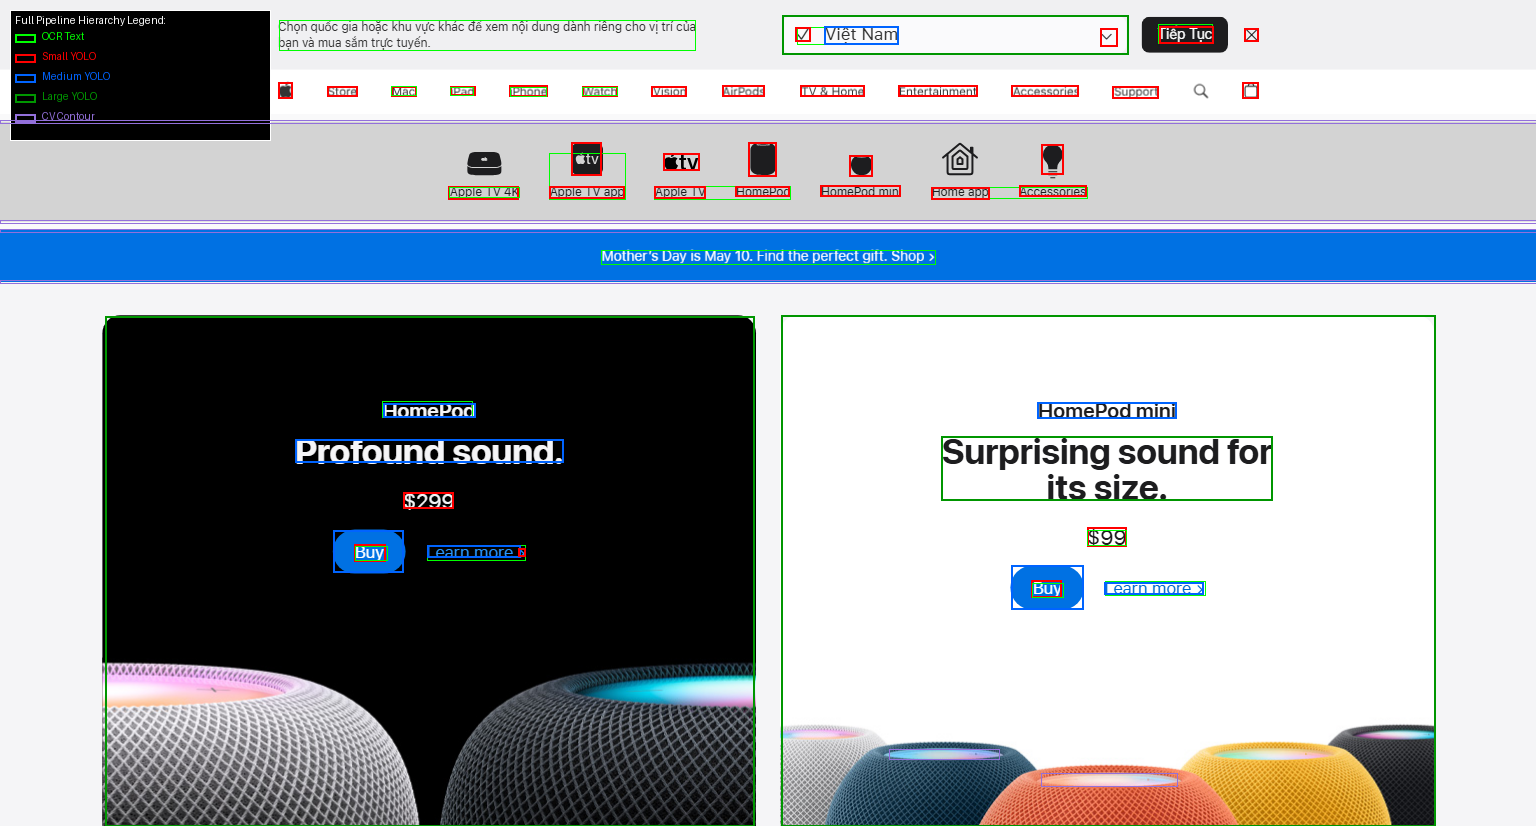 Full Pipeline Hierarchy Legend:
OCR Text
Small YOLO
Medium YOLO
Large YOLO
CV Contour
Chọn quốc gia hoặc khu vực khác để xem nội dung dành riêng cho vị trí của
bạn và mua sắm trực tuyến.
Việt Nam
Tiếp Tục
Store Mac iPad iPhone Watch Vision AirPods TV & Home Entertainment Accessories Support
tv tv
Apple TV 4K Apple TV app Apple TV HomePod HomePod mini Home app Accessories
Mother's Day is May 10. Find the perfect gift. Shop >
HomePod
Profound sound.
$299
Buy Learn more >
HomePod mini
Surprising sound for
its size.
$99
Buy Learn more >